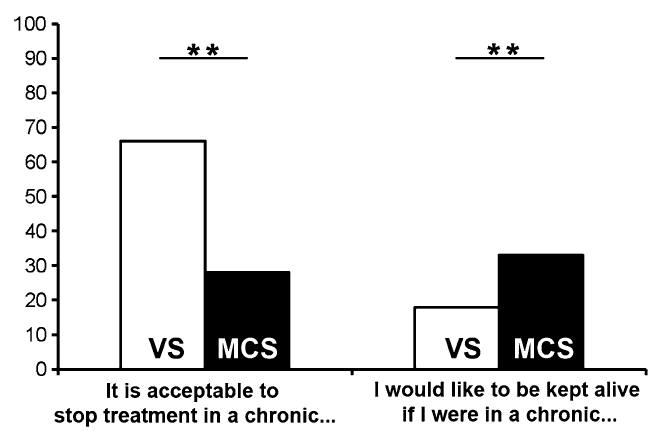 100
90
80
70
60
50
40
30
20
10
0
** **
VS MCS VS MCS
It is acceptable to
stop treatment in a chronic...
I would like to be kept alive
if I were in a chronic...